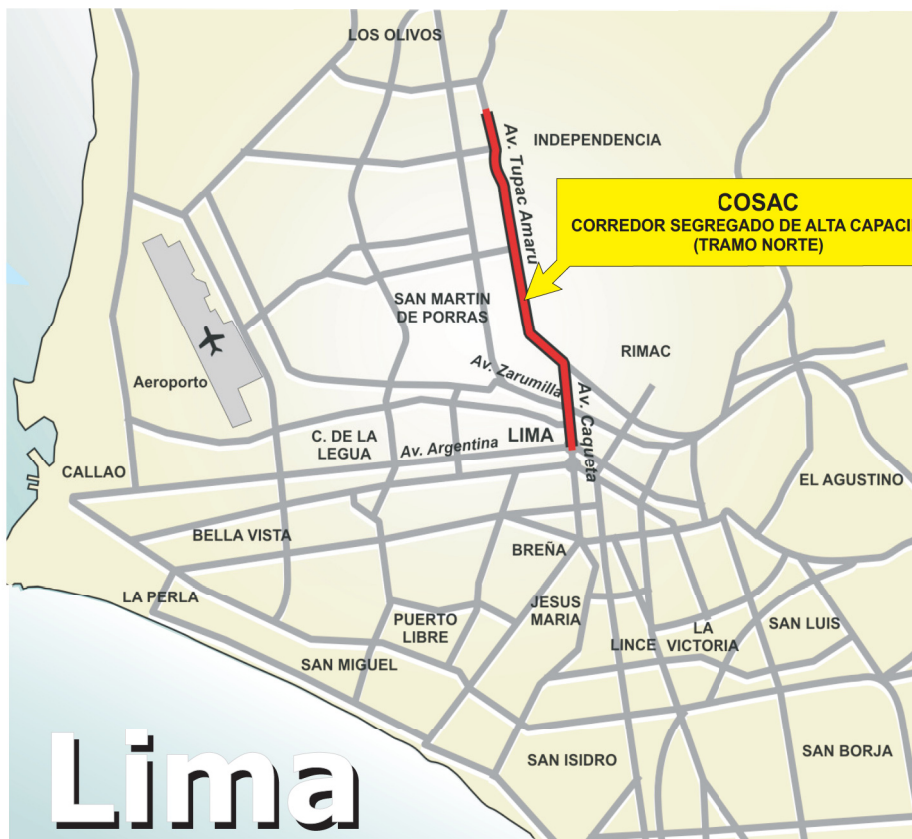 LOS OLIVOS
INDEPENDENCIA
Av. Tupac Amaru
COSAC
CORREDOR SEGREGADO DE ALTA CAPACI
(TRAMO NORTE)
SAN MARTIN
DE PORRAS
RIMAC
Aeroporto
Av. Zarumilla
Av. Caqueta
C. DE LA
LEGUA
Av. Argentina
LIMA
CALLAO
EL AGUSTINO
BELLA VISTA
BREÑA
LA PERLA
PUERTO
LIBRE
JESUS
MARIA
LINCE
LA
VICTORIA
SAN LUIS
SAN MIGUEL
SAN ISIDRO
SAN BORJA
Lima